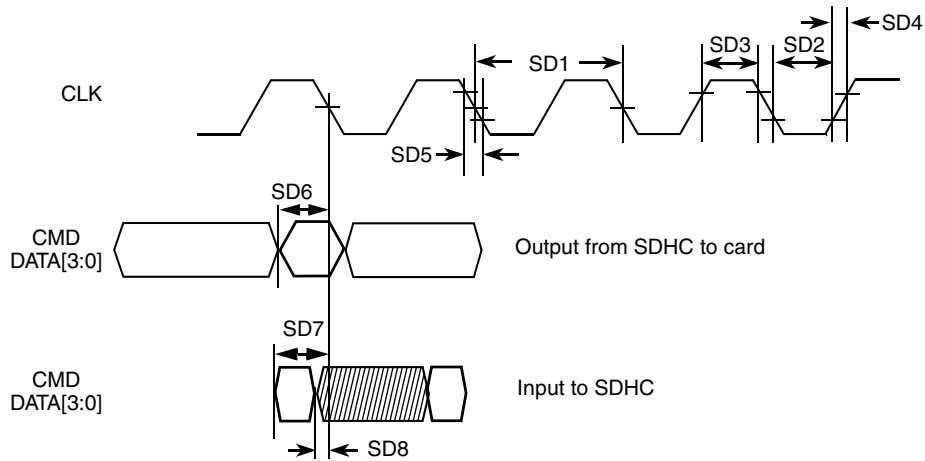 SD4
SD3
SD2
SD1
CLK
SD5
SD6
CMD
DATA[3:0]
Output from SDHC to card
SD7
CMD
DATA[3:0]
Input to SDHC
SD8